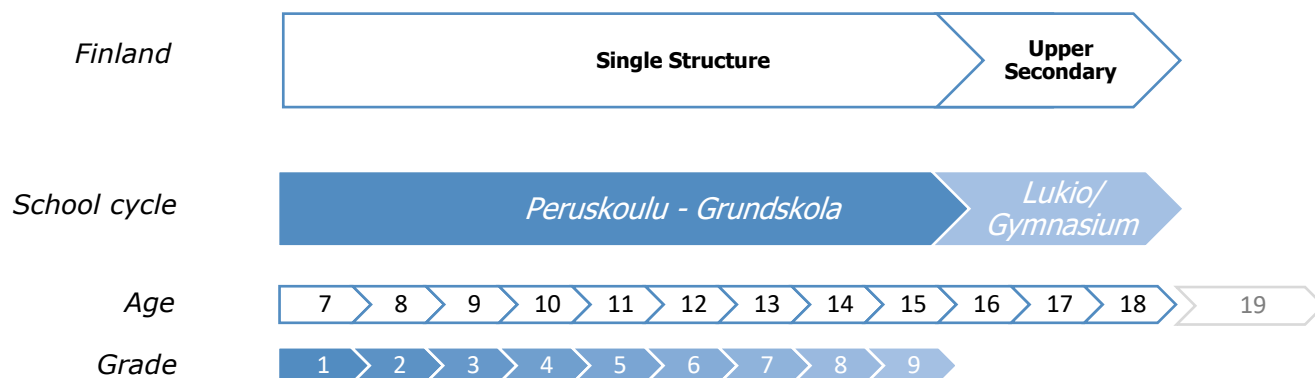 Finland
Single Structure
Upper
Secondary
School cycle
Peruskoulu - Grundskola
Lukio/
Gymnasium
Age 7 8 9 10 11 12 13 14 15 16 17 18 19
Grade 1 2 3 4 5 6 7 8 9